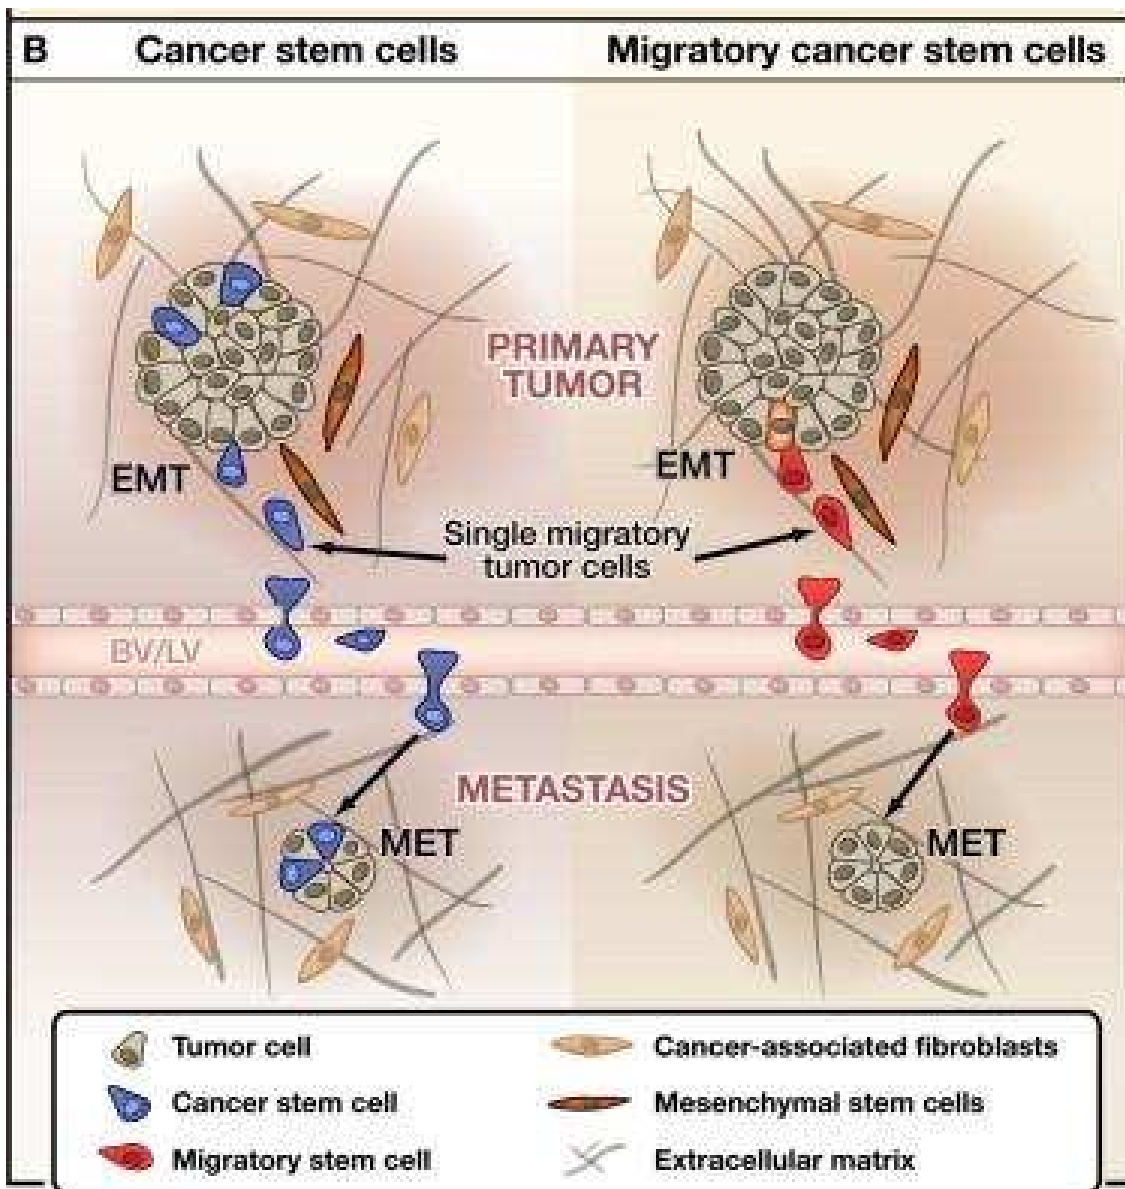 B Cancer stem cells
Migratory cancer stem cells
PRIMARY
TUMOR
EMT
EMT
Single migratory
tumor cells
BV/LV
METASTASIS
MET
MET
Tumor cell
Cancer stem cell
Migratory stem cell
Cancer-associated fibroblasts
Mesenchymal stem cells
Extracellular matrix